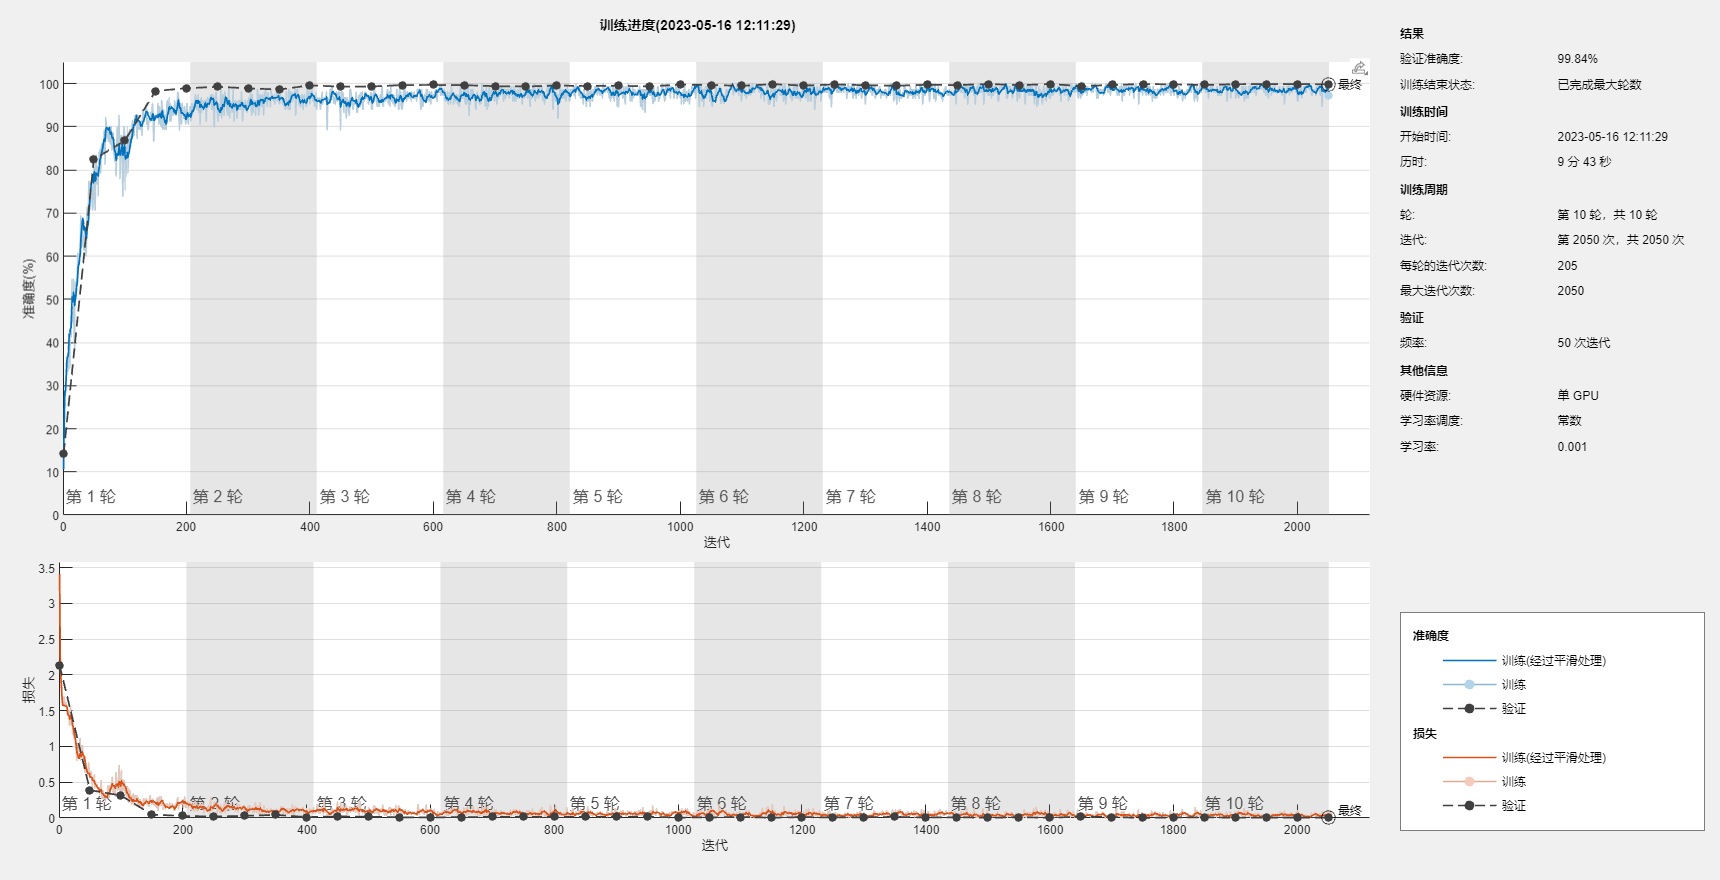 训练进度(2023-05-16 12:11:29)
准确度(%)
100
90
80
70
60
50
40
30
20
10
0
最终
第 1 轮 第 2 轮 第 3 轮 第 4 轮 第 5 轮 第 6 轮 第 7 轮 第 8 轮 第 9 轮 第 10 轮
0 200 400 600 800 1000 1200 1400 1600 1800 2000
迭代
损失
3.5
3
2.5
2
1.5
1
0.5
0
最终
第 1 轮 第 2 轮 第 3 轮 第 4 轮 第 5 轮 第 6 轮 第 7 轮 第 8 轮 第 9 轮 第 10 轮
0 200 400 600 800 1000 1200 1400 1600 1800 2000
迭代
结果
验证准确度: 99.84%
训练结束状态: 已完成最大轮数
训练时间
开始时间: 2023-05-16 12:11:29
历时: 9 分 43 秒
训练周期
轮: 第 10 轮，共 10 轮
迭代: 第 2050 次，共 2050 次
每轮的迭代次数: 205
最大迭代次数: 2050
验证
频率: 50 次迭代
其他信息
硬件资源: 单 GPU
学习率调度: 常数
学习率: 0.001
准确度
训练(经过平滑处理)
训练
验证
损失
训练(经过平滑处理)
训练
验证